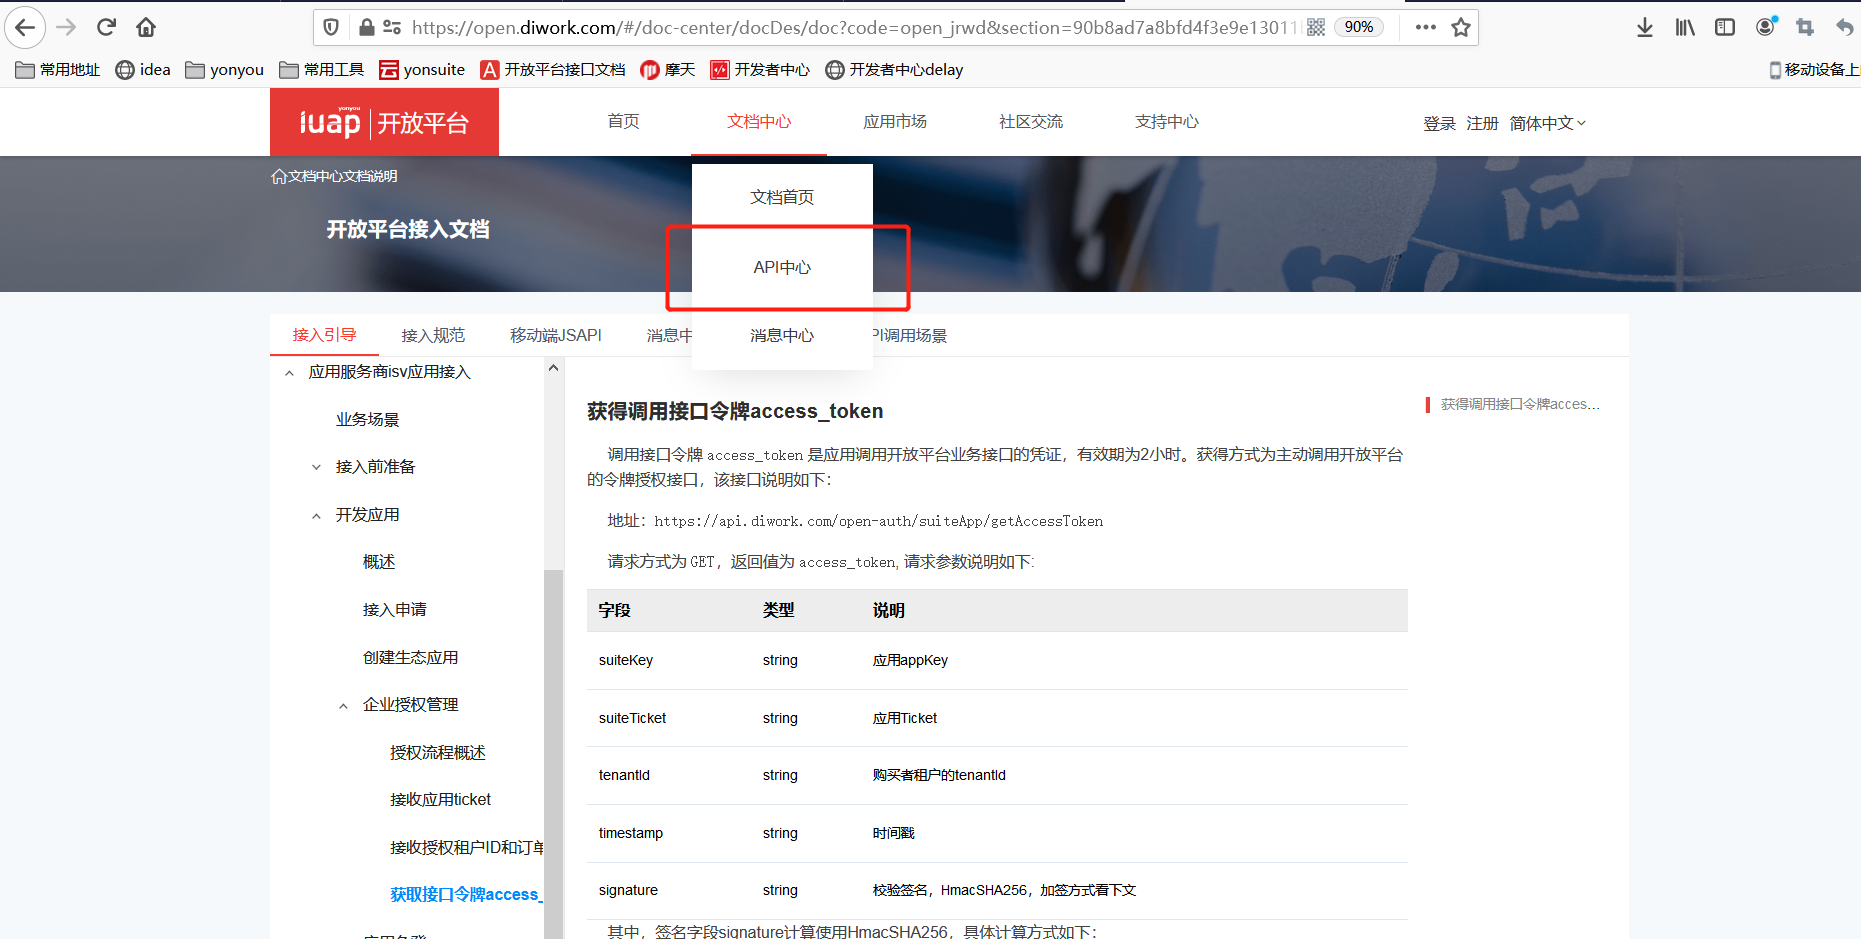 https://open.diwork.com/#/doc-center/docDes/doc?code=open_jrwd&section=90b8ad7a8bfd4f3e9e13011
90%
常用地址 idea yonyou 常用工具 云 yonsuite A 开放平台接口文档 摩天 开发者中心 开发者中心delay 移动设备上
yonyou
iuap 开放平台
首页 文档中心 应用市场 社区交流 支持中心 登录 注册 简体中文
文档中心文档说明
文档首页
开放平台接入文档
API中心
接入引导 接入规范 移动端JSAPI 消息中 消息中心 PI调用场景
应用服务商isv应用接入
业务场景
接入前准备
开发应用
概述
接入申请
创建生态应用
企业授权管理
授权流程概述
接收应用ticket
接收授权租户ID和订单
获取接口令牌access_
获得调用接口令牌access_token
获得调用接口令牌acces...
调用接口令牌 access_token 是应用调用开放平台业务接口的凭证，有效期为2小时。获得方式为主动调用开放平台
的令牌授权接口，该接口说明如下：
地址：https://api.diwork.com/open-auth/suiteApp/getAccessToken
请求方式为 GET，返回值为 access_token, 请求参数说明如下:
字段 类型 说明
suiteKey string 应用appKey
suiteTicket string 应用Ticket
tenantId string 购买者租户的tenantId
timestamp string 时间戳
signature string 校验签名，HmacSHA256，加签方式看下文
其中，签名字段signature计算使用HmacSHA256，具体计算方式如下：